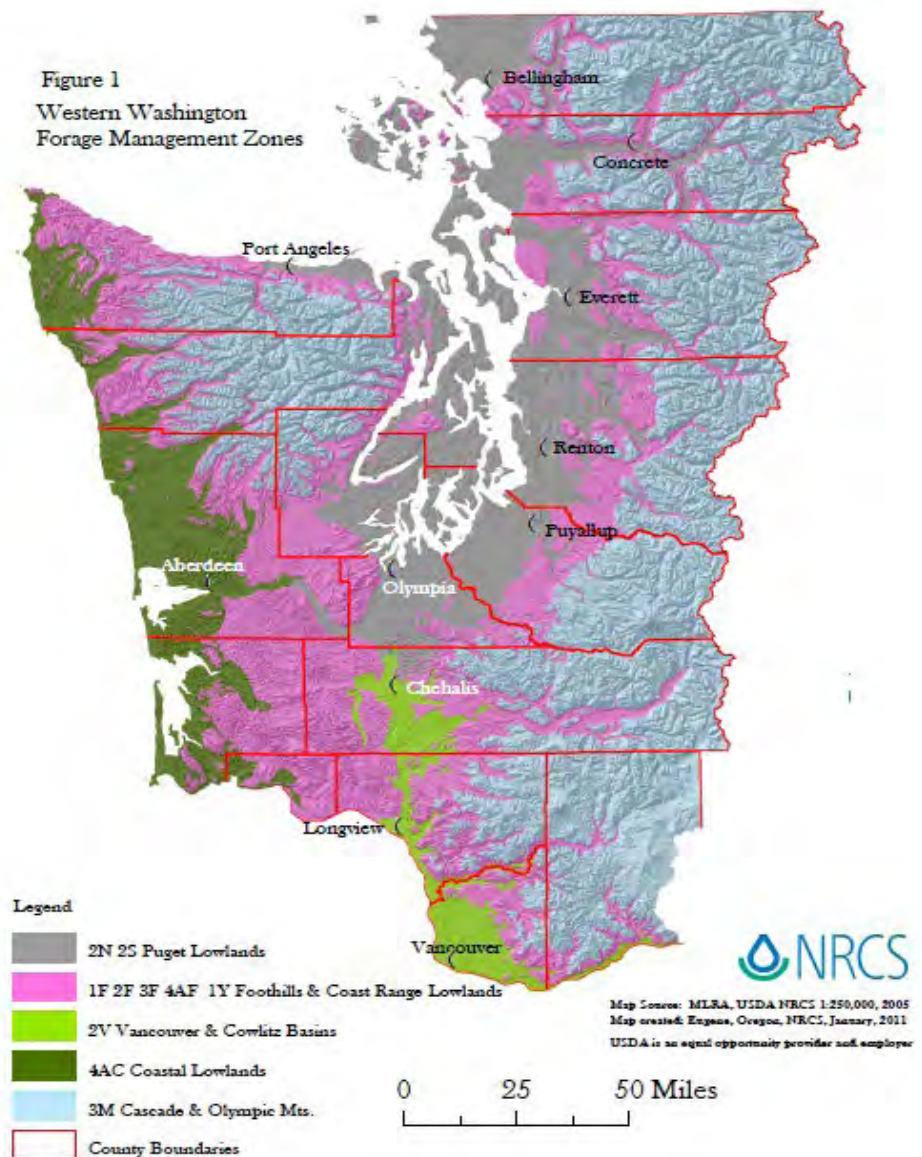 Figure 1
Western Washington
Forage Management Zones
Bellingham
Concrete
Port Angeles
Everett
Renton
Puyallup
Aberdeen
Olympia
Chehalis
Longview
Vancouver
Legend
2N 2S Puget Lowlands
1F 2F 3F 4AF 1Y Foothills & Coast Range Lowlands
2V Vancouver & Cowlitz Basins
4AC Coastal Lowlands
3M Cascade & Olympic Mts.
County Boundaries
0 25 50 Miles
NRCS
Map Source: MLRA, USDA NRCS 1:250,000, 2005
Map created: Eugene, Oregon, NRCS, January, 2011
USDA is an equal opportunity provider and employer